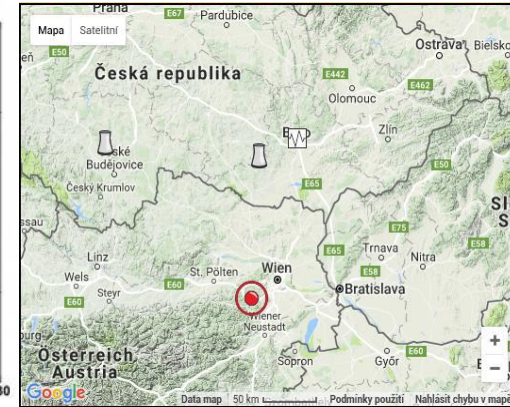 Praha
E67
Pardubice
Mapa
Satelitní
E50
Ostrava
Bielsko
Česká republika
E442
E462
Olomouc
Zlín
Budějovice
Český Krumlov
E50
E65
E75
Trnava
Nitra
E58
Linz
Wels
Steyr
E60
St. Pölten
E60
Wien
E65
E58
Bratislava
Wiener
Neustadt
Österreich
Austria
Sopron
Győr
E60
+
−
80
Google
Data map
50 km
Podmínky použití
Nahlásit chybu v mapě